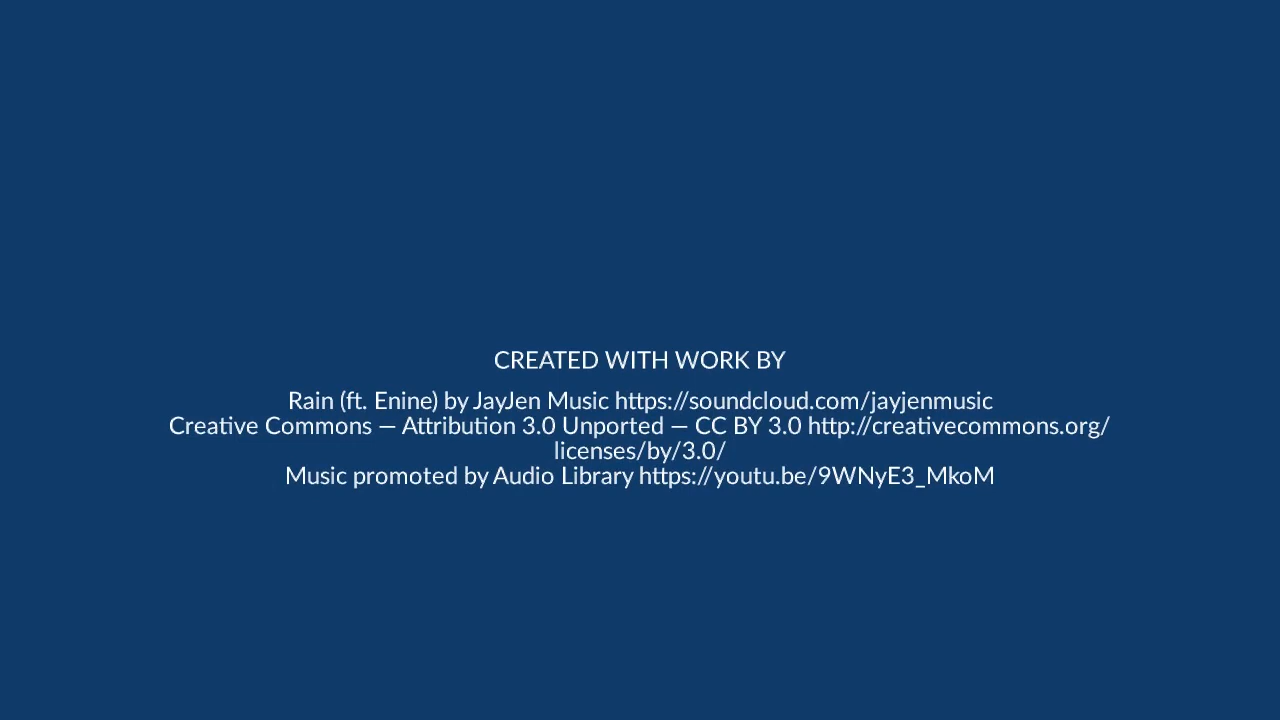 CREATED WITH WORK BY
Rain (ft. Enine) by JayJen Music https://soundcloud.com/jayjenmusic
Creative Commons — Attribution 3.0 Unported — CC BY 3.0 http://creativecommons.org/
licenses/by/3.0/
Music promoted by Audio Library https://youtu.be/9WNyE3_MkoM